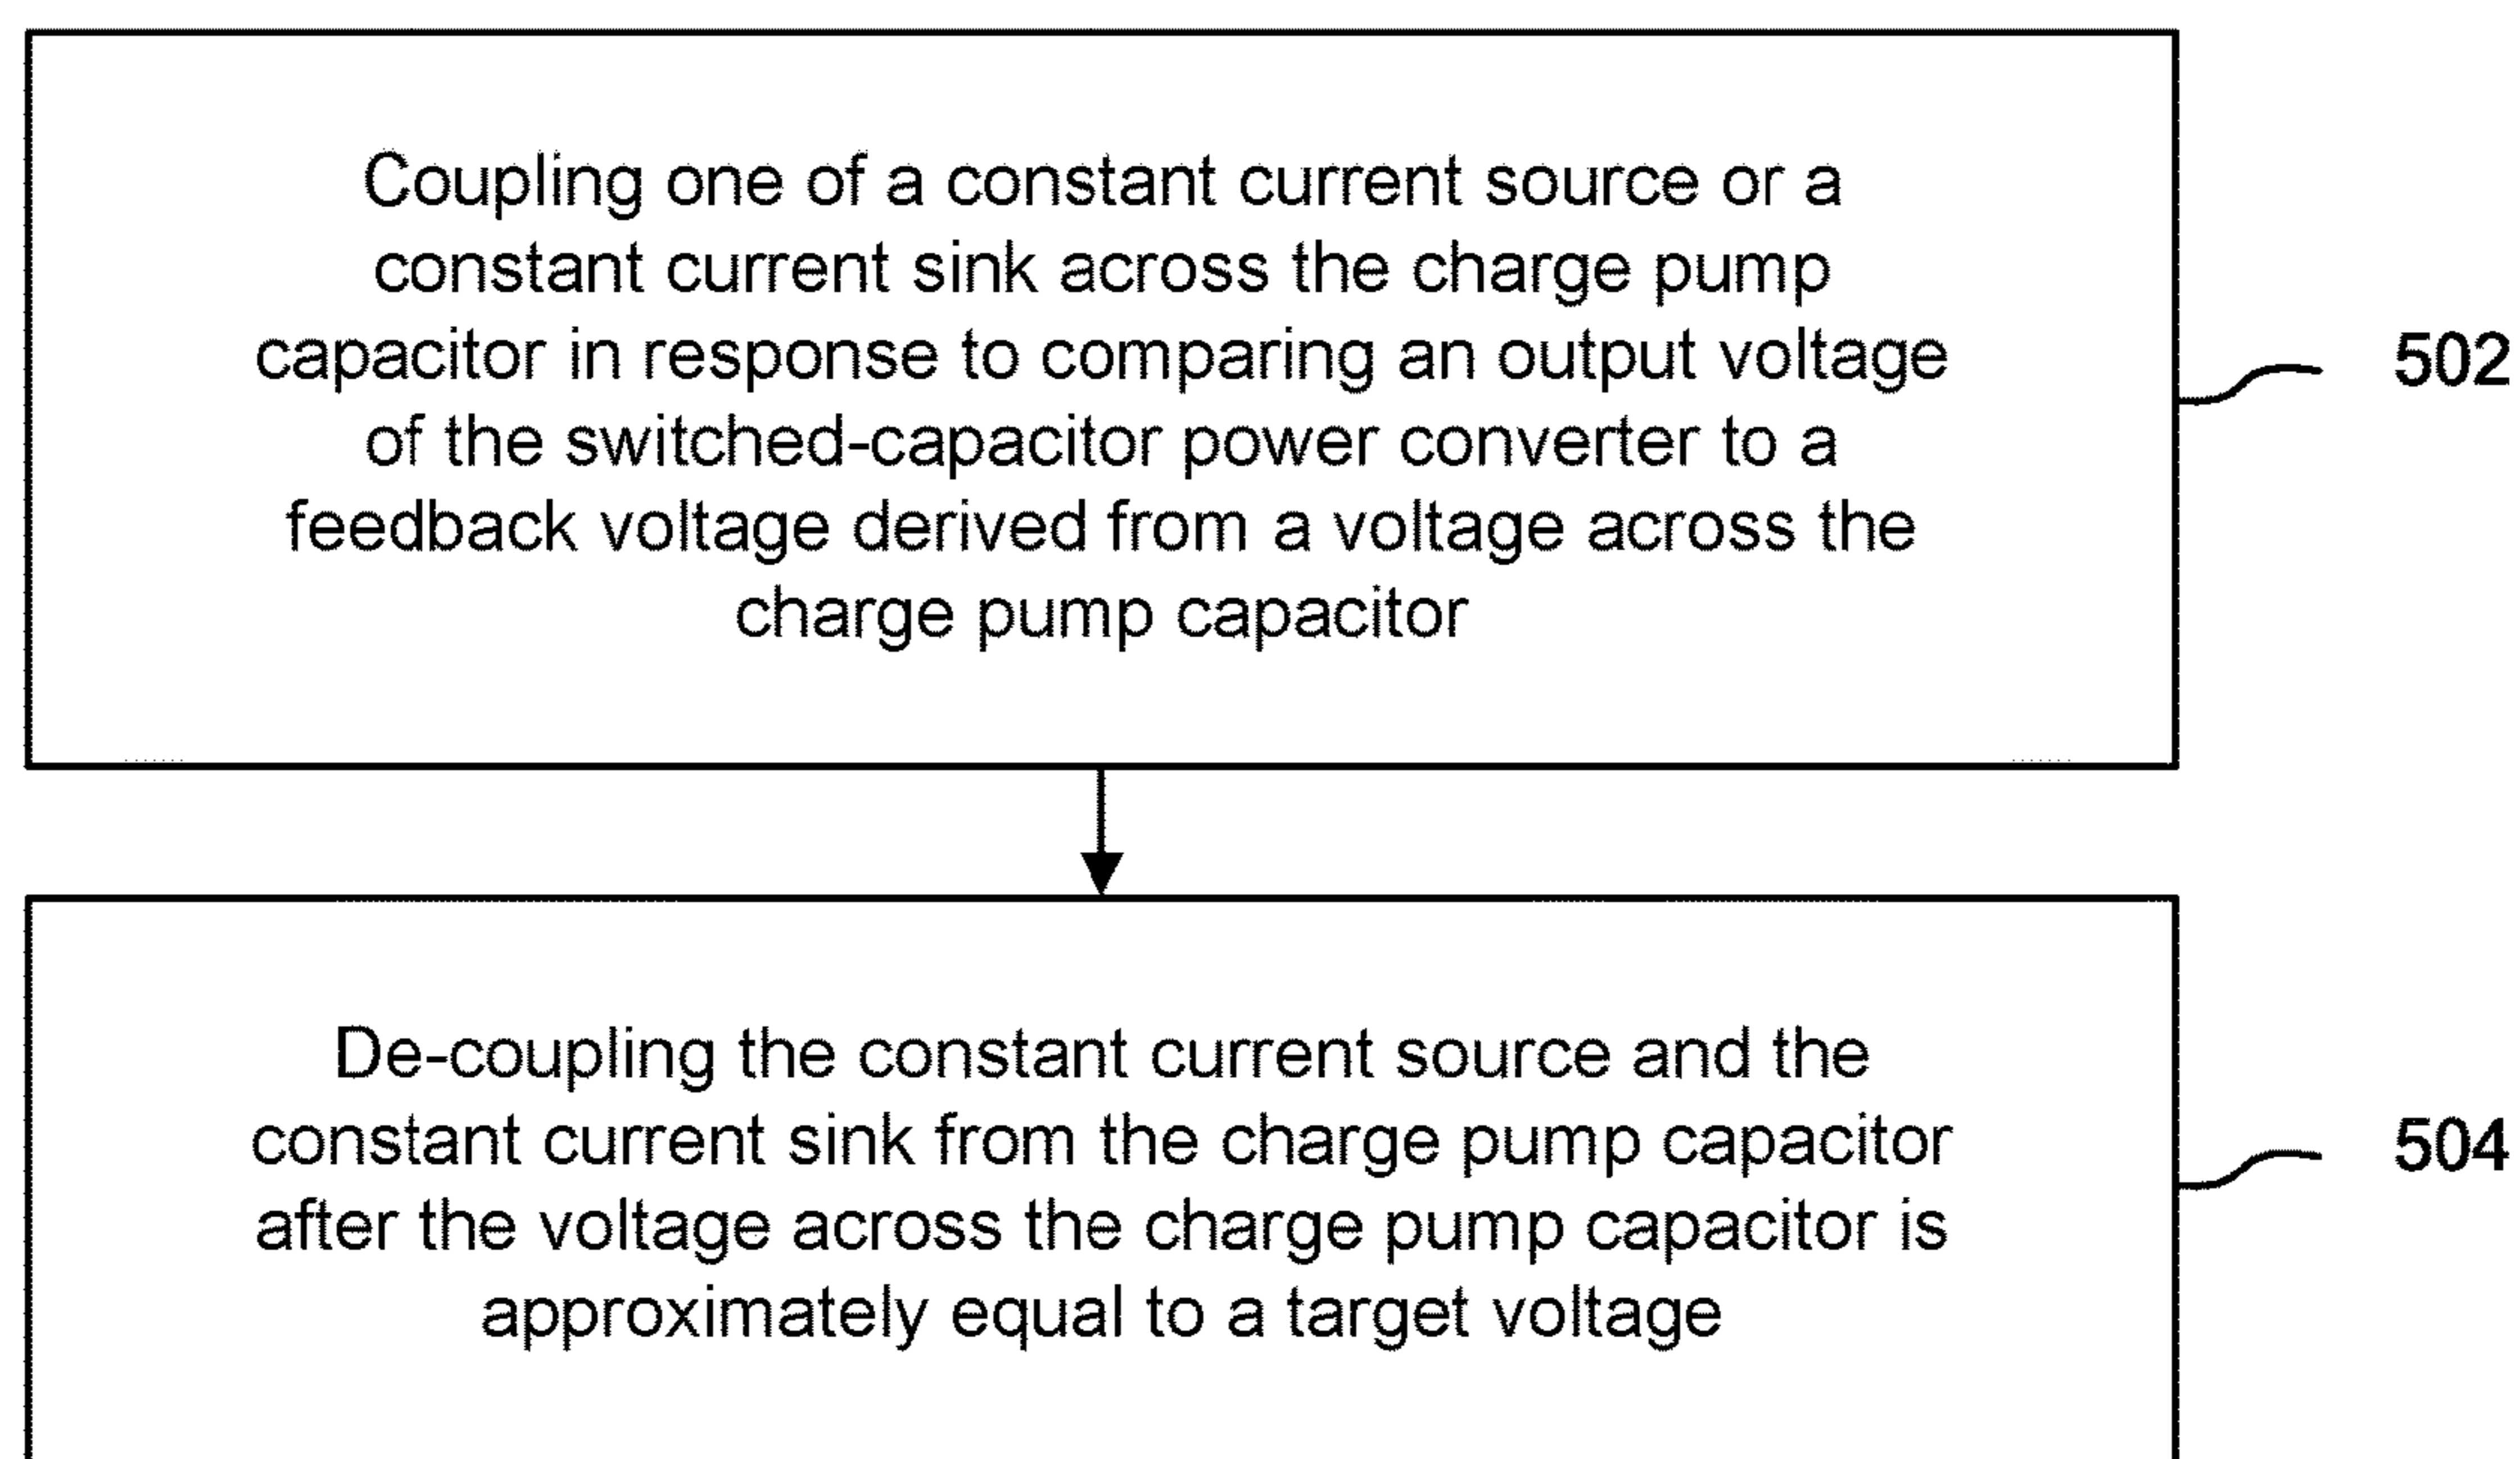 Coupling one of a constant current source or a
constant current sink across the charge pump
capacitor in response to comparing an output voltage
of the switched-capacitor power converter to a
feedback voltage derived from a voltage across the
charge pump capacitor
502
De-coupling the constant current source and the
constant current sink from the charge pump capacitor
after the voltage across the charge pump capacitor is
approximately equal to a target voltage
504